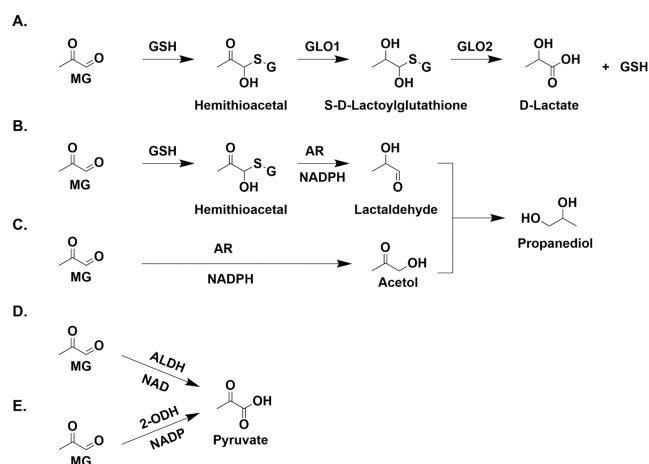 A.
MG
GSH
Hemithioacetal
GLO1
S-D-Lactoylglutathione
GLO2
D-Lactate
+ GSH
B.
MG
GSH
Hemithioacetal
AR
NADPH
Lactaldehyde
C.
MG
AR
NADPH
Acetol
Propanediol
D.
MG
ALDH
NAD
E.
MG
2-ODH
NADP
Pyruvate
O
O
O
S
G
OH
OH
S
G
OH
OH
OH
O
O
O
O
S
G
OH
OH
O
O
O
O
OH
OH
HO
O
O
O
O
O
OH
O